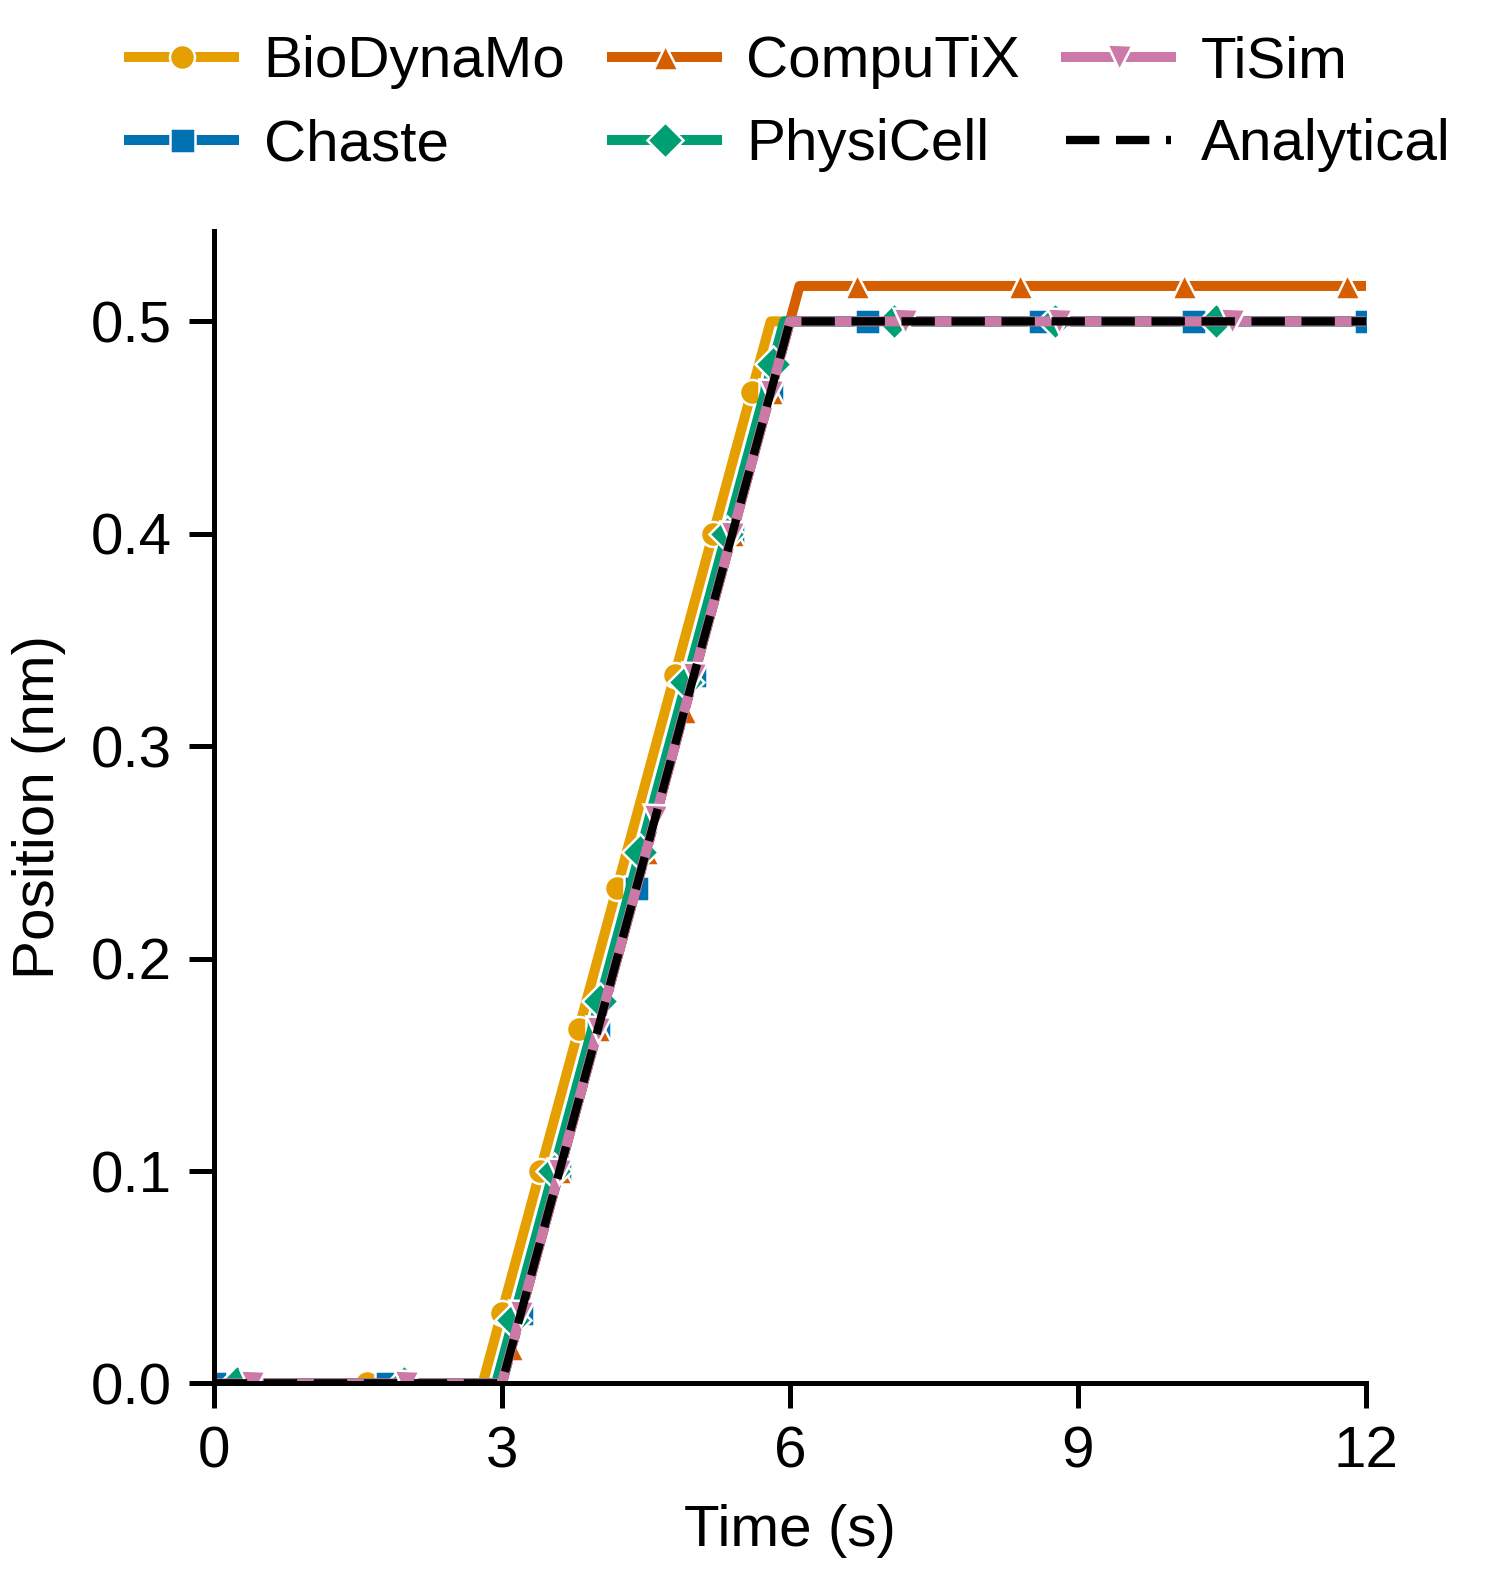 BioDynaMo
CompuTiX
TiSim
Chaste
PhysiCell
Analytical
0.5
0.4
0.3
0.2
0.1
0.0
Position (nm)
0 3 6 9 12
Time (s)